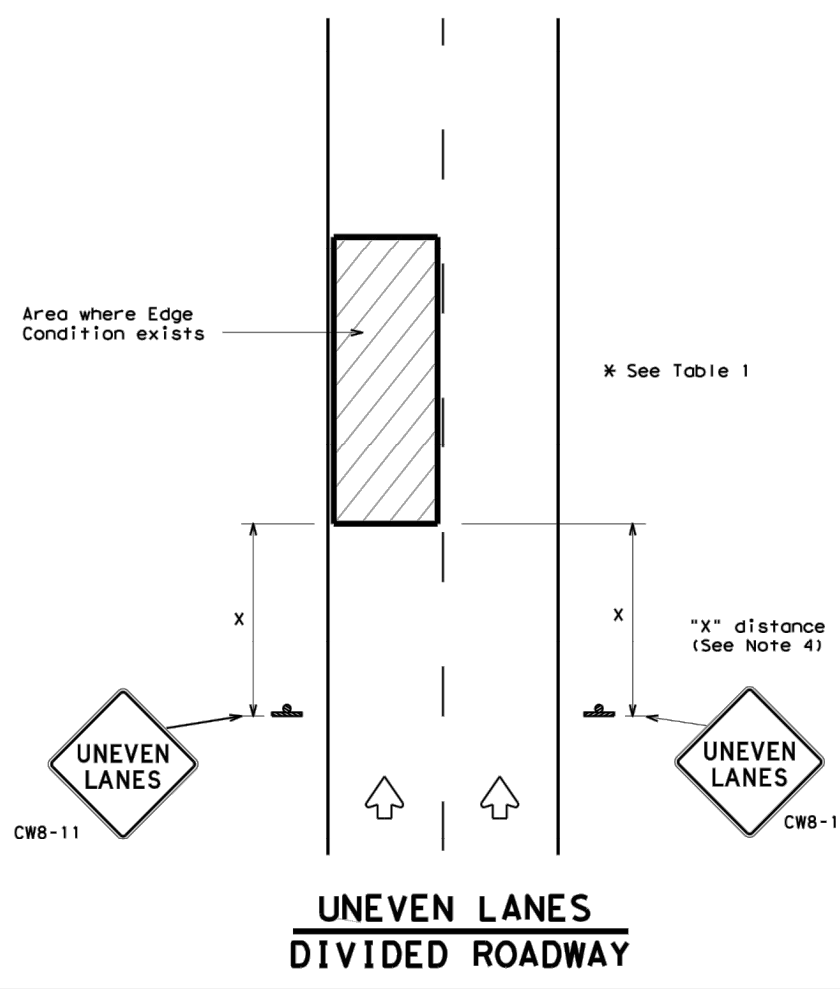 Area where Edge
Condition exists
* See Table 1
X
X
"X" distance
(See Note 4)
UNEVEN
LANES
UNEVEN
LANES
CW8-11
CW8-1
UNEVEN LANES
DIVIDED ROADWAY